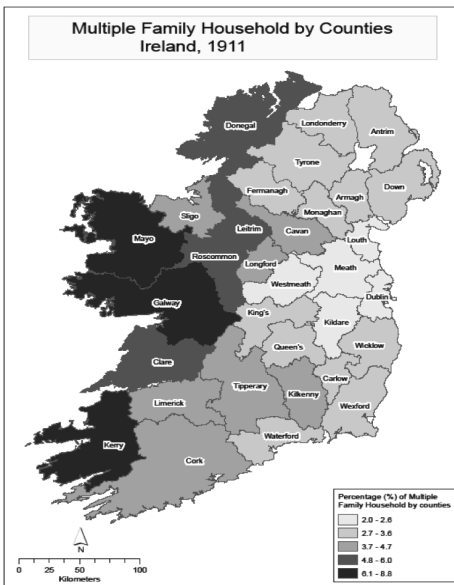 Multiple Family Household by Counties
Ireland, 1911
Donegal
Londonderry
Antrim
Tyrone
Fermanagh
Down
Armagh
Monaghan
Sligo
Leitrim
Cavan
Mayo
Louth
Roscommon
Longford
Meath
Westmeath
Galway
Dublin
King's
Kildare
Queen's
Wicklow
Clare
Carlow
Tipperary
Kilkenny
Limerick
Wexford
Waterford
Kerry
Cork
Percentage (%) of Multiple
Family Household by counties
2.0 - 2.6
2.7 - 3.6
3.7 - 4.7
4.8 - 6.0
6.1 - 8.8
N
0 25 50 100
Kilometers